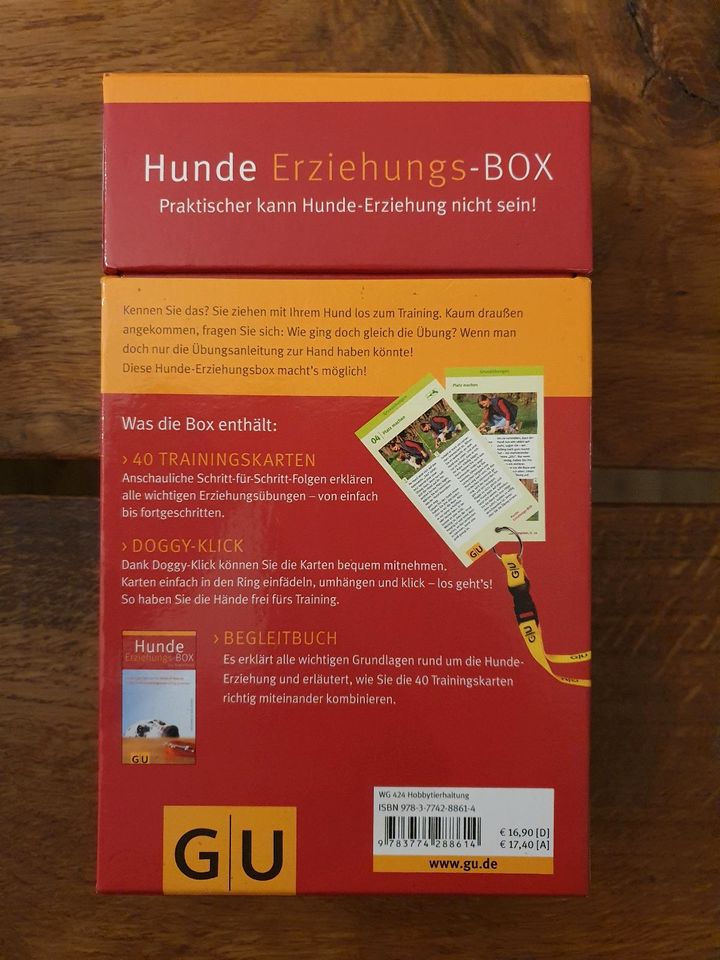 Hunde Erziehungs-BOX
Praktischer kann Hunde-Erziehung nicht sein!
Kennen Sie das? Sie ziehen mit Ihrem Hund los zum Training. Kaum draußen
angekommen, fragen Sie sich: Wie ging doch gleich die Übung? Wenn man
doch nur die Übungsanleitung zur Hand haben könnte!
Diese Hunde-Erziehungsbox macht's möglich!
Was die Box enthält:
› 40 TRAININGSKARTEN
Anschauliche Schritt-für-Schritt-Folgen erklären
alle wichtigen Erziehungsübungen – von einfach
bis fortgeschritten.
Grundübungen
Platz machen
04 Platz machen
GU
GU
GU
› DOGGY-KLICK
Dank Doggy-Klick können Sie die Karten bequem mitnehmen.
Karten einfach in den Ring einfädeln, umhängen und klick – los geht's!
So haben Sie die Hände frei fürs Training.
Hunde
Erziehungs-BOX
GU
› BEGLEITBUCH
Es erklärt alle wichtigen Grundlagen rund um die Hunde-
Erziehung und erläutert, wie Sie die 40 Trainingskarten
richtig miteinander kombinieren.
GU
WG 424 Hobbytierhaltung
ISBN 978-3-7742-8861-4
9 783774 288614
€ 16,90 [D]
€ 17,40 [A]
www.gu.de